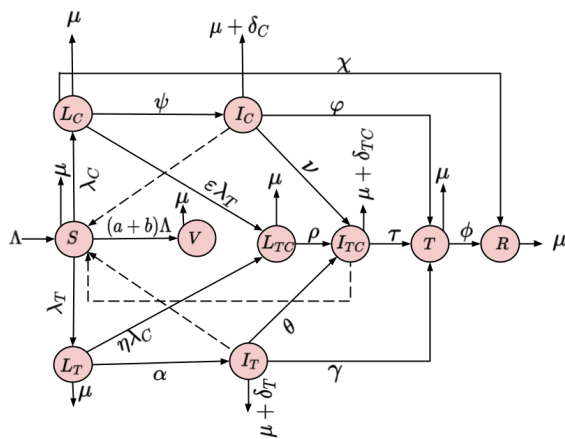 μ
μ + δ_C
χ
L_C
ψ
I_C
φ
μ
λ_C
ελ_T
μ
μ
ν
μ + δ_TC
μ
Λ
S
(a + b)Λ
V
L_TC
ρ
I_TC
τ
T
ϕ
R
μ
λ_T
ηλ_C
θ
L_T
α
I_T
γ
μ
μ + δ_T